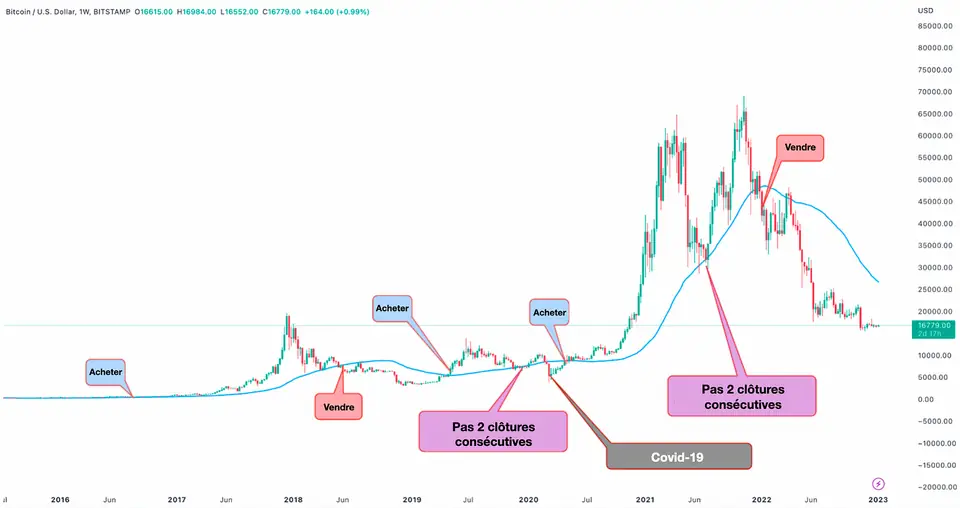 Bitcoin / U.S. Dollar, 1W, BITSTAMP O16615.00 H16984.00 L16552.00 C16779.00 +164.00 (+0.99%)
USD
85000.00
80000.00
75000.00
70000.00
65000.00
60000.00
55000.00
Vendre
50000.00
45000.00
40000.00
35000.00
30000.00
25000.00
20000.00
Acheter
Acheter
16779.00
2d 17h
10000.00
Acheter
Pas 2 clôtures
consécutives
5000.00
Vendre
0.00
Pas 2 clôtures
consécutives
−5000.00
Covid-19
−10000.00
−15000.00
−20000.00
ul 2016 Jun 2017 Jun 2018 Jun 2019 Jul 2020 Jul 2021 Jun 2022 Jun 2023